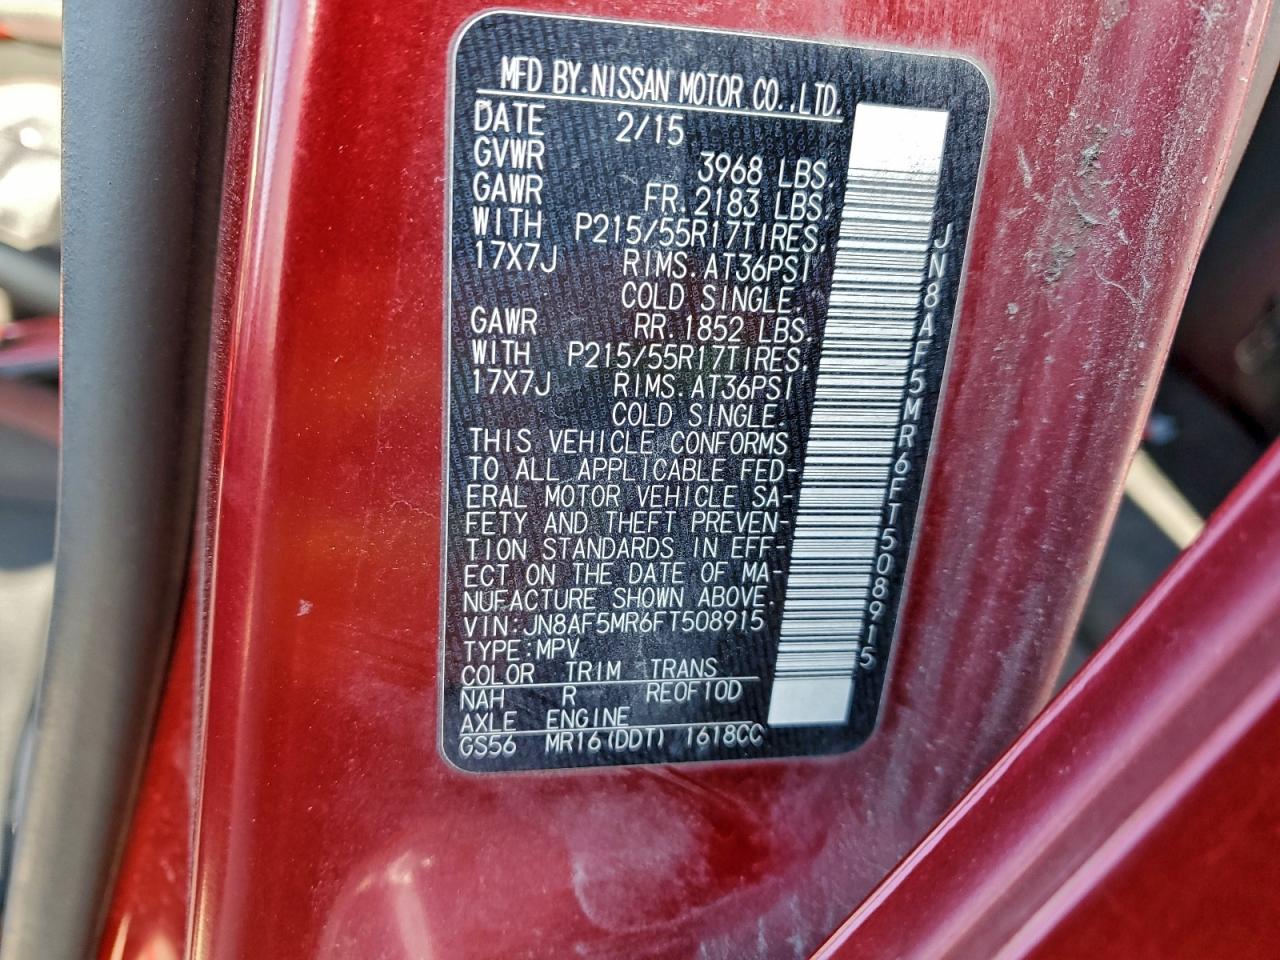 MFD BY.NISSAN MOTOR CO.,LTD.
DATE 2/15
GVWR 3968 LBS.
GAWR FR.2183 LBS.
WITH P215/55R17TIRES.
17X7J RIMS.AT36PSI
COLD SINGLE.
GAWR RR.1852 LBS.
WITH P215/55R17TIRES.
17X7J RIMS.AT36PSI
COLD SINGLE.
THIS VEHICLE CONFORMS
TO ALL APPLICABLE FED-
ERAL MOTOR VEHICLE SA-
FETY AND THEFT PREVEN-
TION STANDARDS IN EFF-
ECT ON THE DATE OF MA-
NUFACTURE SHOWN ABOVE.
VIN:JN8AF5MR6FT508915
TYPE:MPV
COLOR TRIM TRANS
NAH R REOF10D
AXLE ENGINE
GS56 MR16(DDT) 1618CC
JN8AF5MR6FT508915